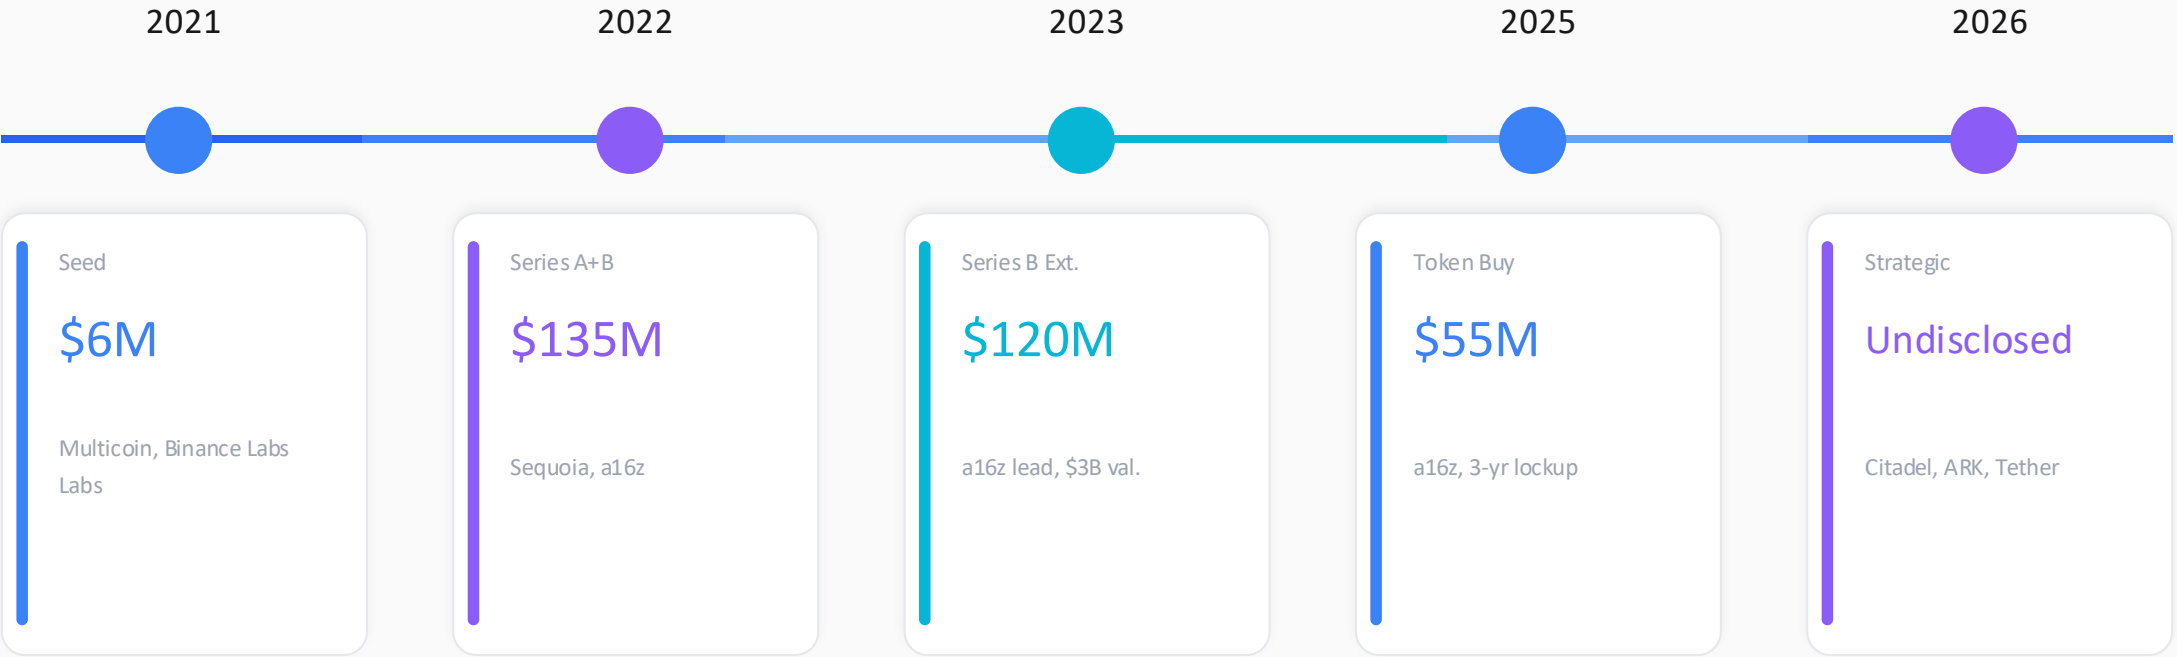 2021
2022
2023
2025
2026
Seed
$6M
Multicoin, Binance Labs
Labs
Series A+B
$135M
Sequoia, a16z
Series B Ext.
$120M
a16z lead, $3B val.
Token Buy
$55M
a16z, 3-yr lockup
Strategic
Undisclosed
Citadel, ARK, Tether